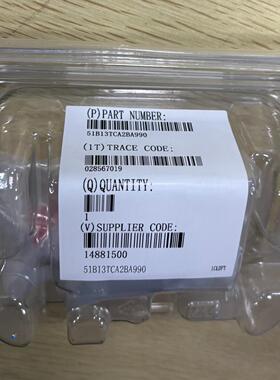 (P)PART NUMBER:
51B13TCA2BA990
(1T)TRACE CODE:
028567019
(Q)QUANTITY:
1
(V)SUPPLIER CODE:
14881500
51B13TCA2BA990